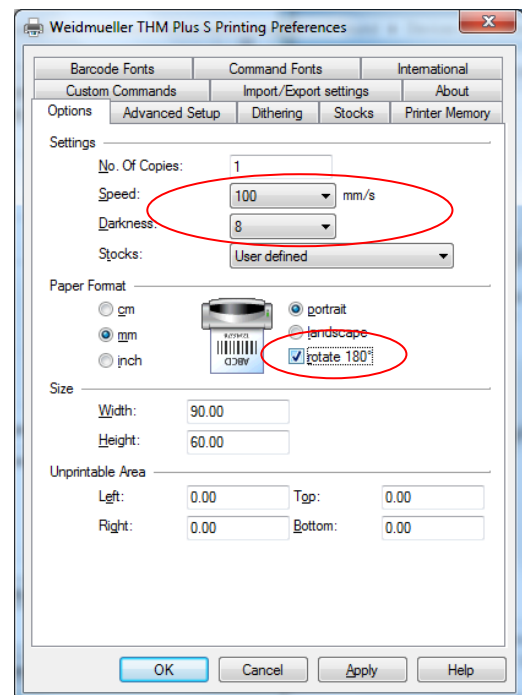 Weidmueller THM Plus S Printing Preferences
X
Barcode Fonts Command Fonts International
Custom Commands Import/Export settings About
Options Advanced Setup Dithering Stocks Printer Memory
Settings
No. Of Copies: 1
Speed: 100 mm/s
Darkness: 8
Stocks: User defined
Paper Format
cm portrait
mm landscape
inch rotate 180°
ABCD
Size
Width: 90.00
Height: 60.00
Unprintable Area
Left: 0.00 Top: 0.00
Right: 0.00 Bottom: 0.00
OK Cancel Apply Help